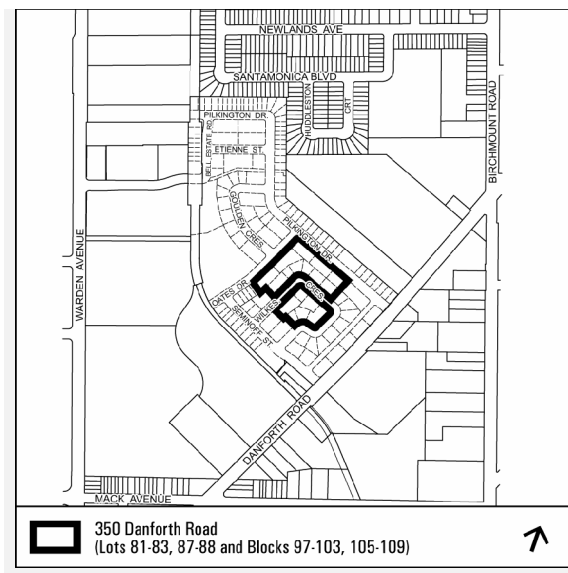 NEWLANDS AVE
SANTAMONICA BLVD
HUDDLESTON
CRT
BIRCHMOUNT ROAD
PILKINGTON DR.
BELL ESTATE RD
ETIENNE ST.
GOULDEN CRES.
PILKINGTON DR.
WARDEN AVENUE
OATES DR.
WILKES
CRES
SEMINOFF ST.
DANFORTH ROAD
MACK AVENUE
350 Danforth Road
(Lots 81-83, 87-88 and Blocks 97-103, 105-109)